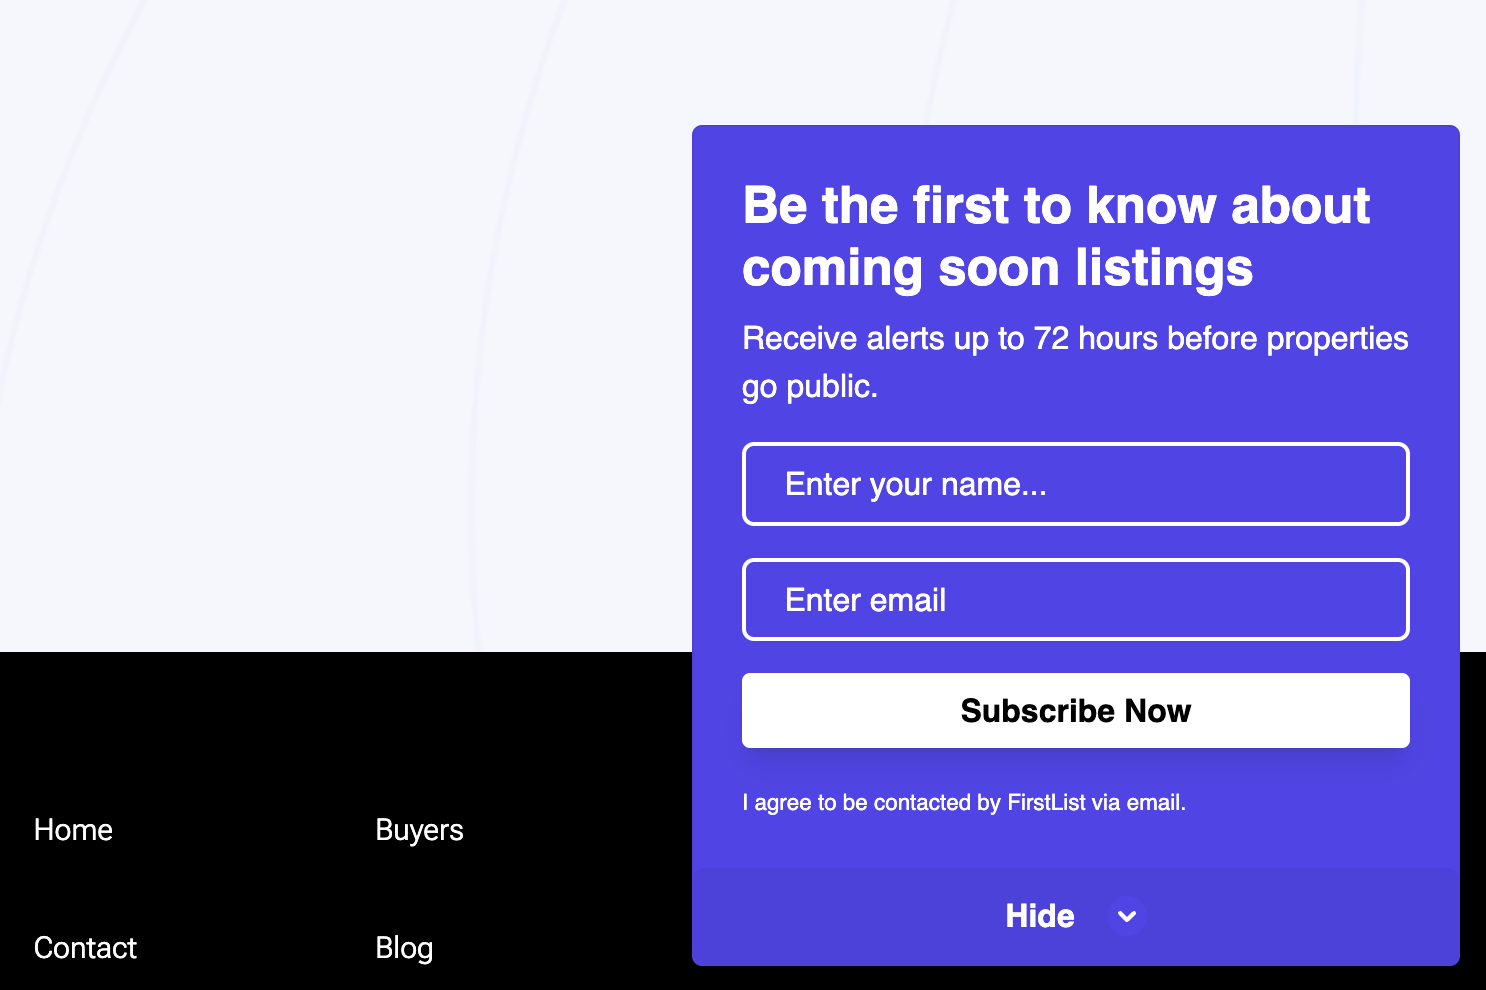 Be the first to know about
coming soon listings
Receive alerts up to 72 hours before properties
go public.
Enter your name...
Enter email
Subscribe Now
I agree to be contacted by FirstList via email.
Hide
Home
Buyers
Contact
Blog